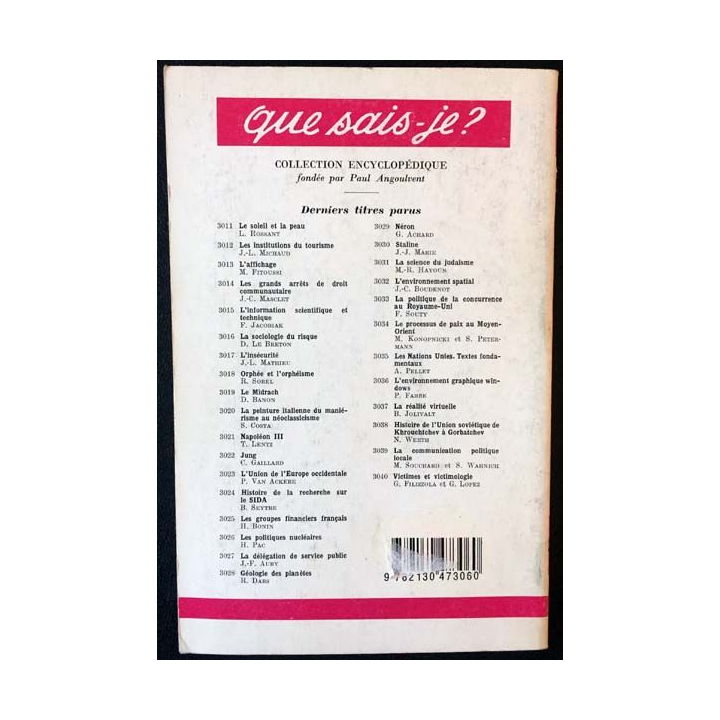 que sais-je?
COLLECTION ENCYCLOPÉDIQUE
fondée par Paul Angoulvent
Derniers titres parus
3011 Le soleil et la peau
L. Rossant
3012 Les institutions du tourisme
J.-L. Michaud
3013 L'affichage
M. Fitoussi
3014 Les grands arrêts de droit
communautaire
J.-C. Masclet
3015 L'information scientifique et
technique
F. Jacobiak
3016 La sociologie du risque
D. Le Breton
3017 L'insécurité
J.-L. Mathieu
3018 Orphée et l'orphisme
R. Sorel
3019 Le Midrach
D. Banon
3020 La peinture italienne du manié-
risme au néoclassicisme
S. Costa
3021 Napoléon III
T. Lentz
3022 Jung
C. Gaillard
3023 L'Union de l'Europe occidentale
P. Van Ackere
3024 Histoire de la recherche sur
le SIDA
B. Seytre
3025 Les groupes financiers français
H. Bonin
3026 Les politiques nucléaires
H. Pac
3027 La délégation de service public
J.-F. Auby
3028 Géologie des planètes
R. Dars
3029 Néron
G. Achard
3030 Staline
J.-J. Marie
3031 La science du judaïsme
M.-R. Hayoun
3032 L'environnement spatial
J.-C. Boudenot
3033 La politique de la concurrence
au Royaume-Uni
F. Souty
3034 Le processus de paix au Moyen-
Orient
M. Konopnicki et S. Peter-
mann
3035 Les Nations Unies. Textes fonda-
mentaux
A. Pellet
3036 L'environnement graphique win-
dows
P. Fabre
3037 La réalité virtuelle
B. Jolivalt
3038 Histoire de l'Union soviétique de
Khrouchtchev à Gorbatchev
N. Werth
3039 La communication politique
locale
M. Souchard et S. Wahnich
3040 Victimes et victimologie
G. Filizzola et G. Lopez
9 782130 473060